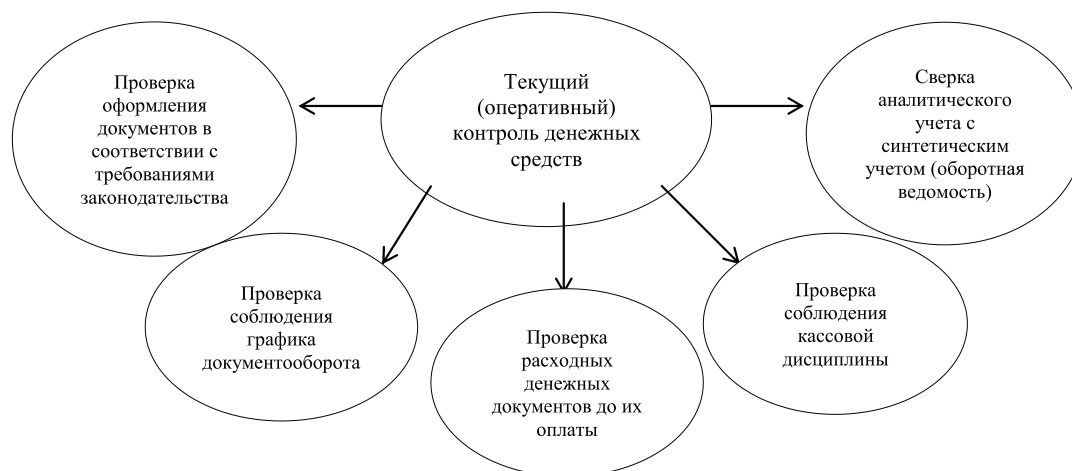 Текущий
(оперативный)
контроль денежных
средств
Проверка
оформления
документов в
соответствии с
требованиями
законодательства
Проверка
соблюдения
графика
документооборота
Проверка
расходных
денежных
документов до их
оплаты
Проверка
соблюдения
кассовой
дисциплины
Сверка
аналитического
учета с
синтетическим
учетом (оборотная
ведомость)